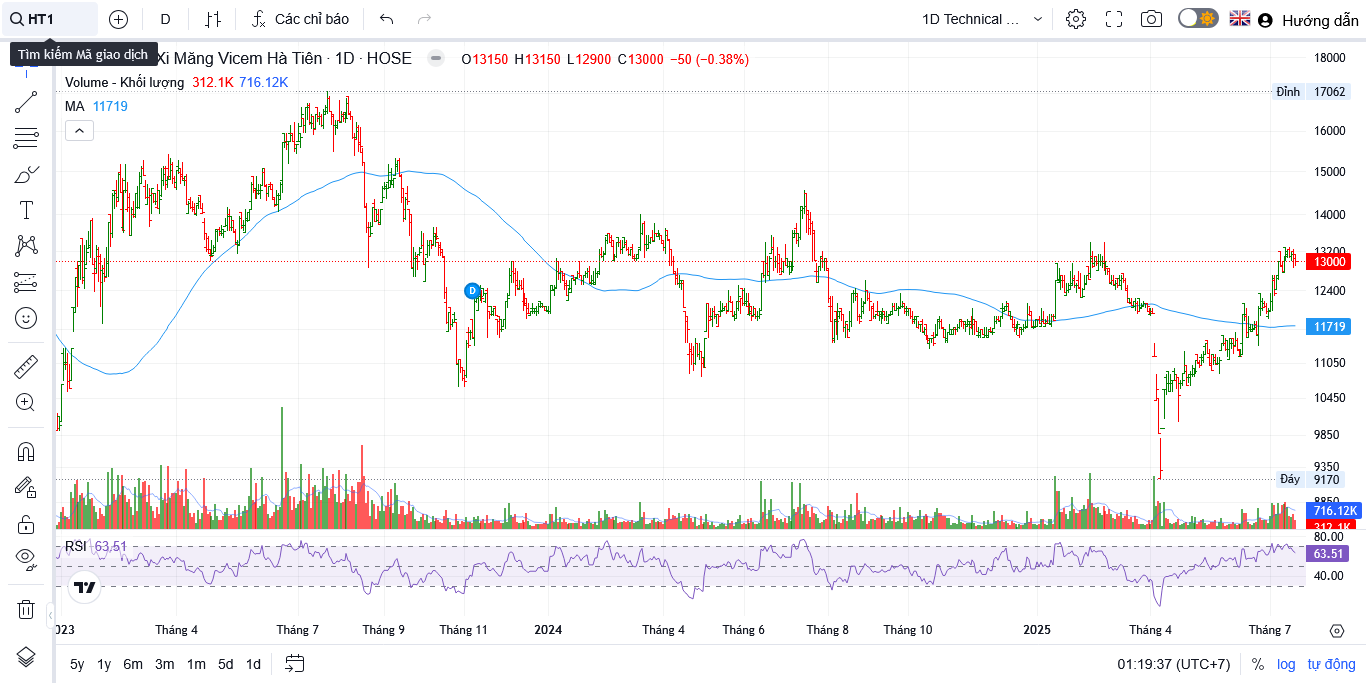 HT1
D
Các chỉ báo
1D Technical ...
Hướng dẫn
Tìm kiếm Mã giao dịch
Xi Măng Vicem Hà Tiên · 1D · HOSE
O13150 H13150 L12900 C13000 −50 (−0.38%)
Volume - Khối lượng 312.1K 716.12K
MA 11719
18000
Đỉnh 17062
16000
15000
14000
13200
13000
D
12400
11719
11050
10450
9850
9350
Đáy 9170
8850
716.12K
312.1K
RSI 63.51
80.00
63.51
40.00
2023 Tháng 4 Tháng 7 Tháng 9 Tháng 11 2024 Tháng 4 Tháng 6 Tháng 8 Tháng 10 2025 Tháng 4 Tháng 7
5y 1y 6m 3m 1m 5d 1d
01:19:37 (UTC+7) % log tự động